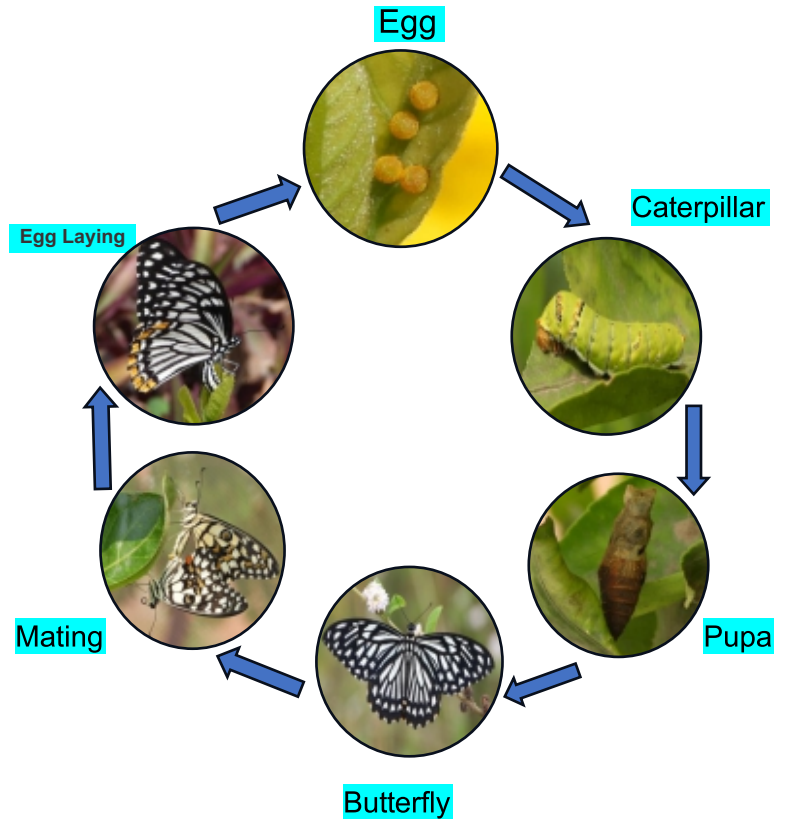 Egg
Caterpillar
Egg Laying
Mating
Pupa
Butterfly